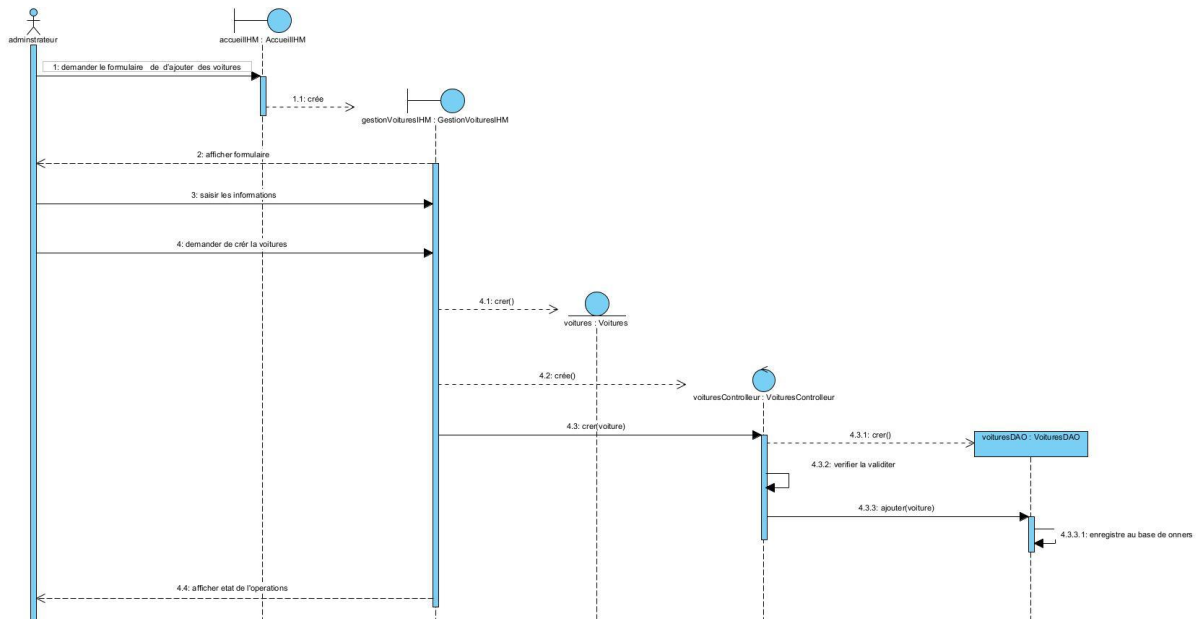 adminstrateur
accueilIHM : AccueilIHM
1: demander le formulaire de d'ajouter des voitures
1.1: crée
gestionVoituresIHM : GestionVoituresIHM
2: afficher formulaire
3: saisir les informations
4: demander de crér la voitures
4.1: crer()
voitures : Voitures
4.2: crée()
voituresControlleur : VoituresControlleur
4.3: crer(voiture)
4.3.1: crer()
voituresDAO : VoituresDAO
4.3.2: verifier la validiter
4.3.3: ajouter(voiture)
4.3.3.1: enregistre au base de onners
4.4: afficher etat de l'operations